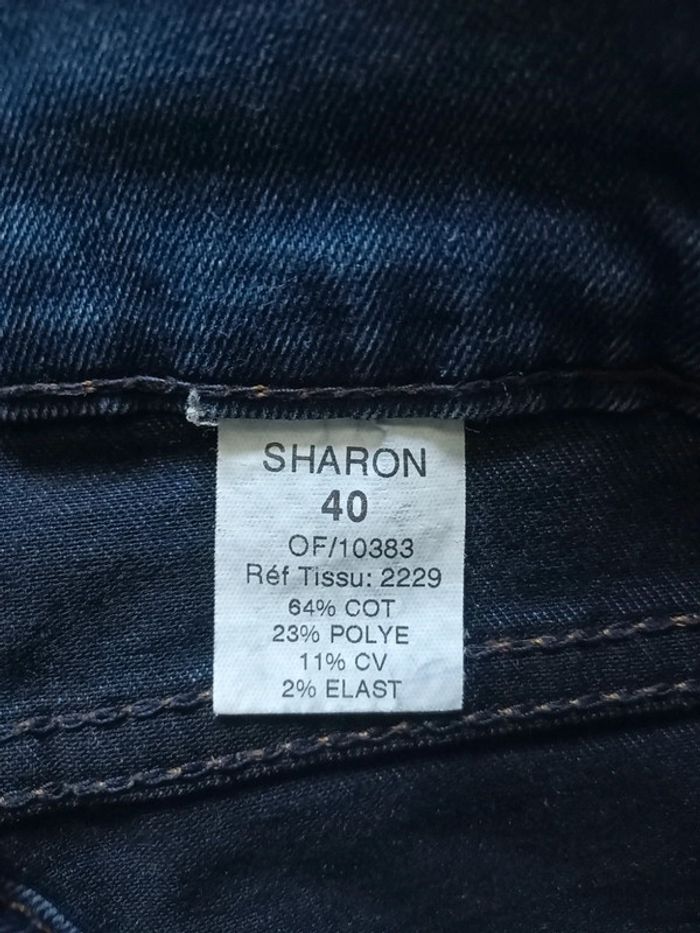 SHARON
40
OF/10383
Réf Tissu: 2229
64% COT
23% POLYE
11% CV
2% ELAST